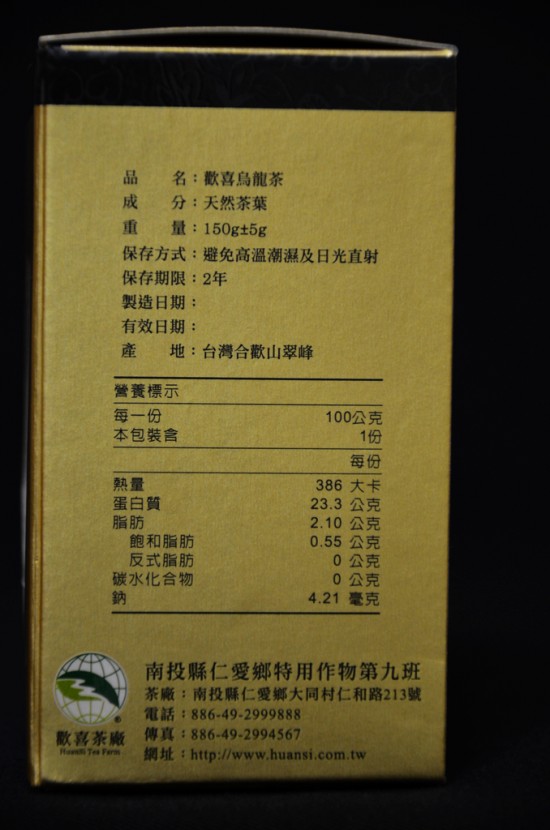 品 名：歡喜烏龍茶
成 分：天然茶葉
重 量：150g±5g
保存方式：避免高溫潮濕及日光直射
保存期限：2年
製造日期：
有效日期：
產 地：台灣合歡山翠峰
營養標示
每一份 100公克
本包裝含 1份
每份
熱量 386 大卡
蛋白質 23.3 公克
脂肪 2.10 公克
飽和脂肪 0.55 公克
反式脂肪 0 公克
碳水化合物 0 公克
鈉 4.21 毫克
南投縣仁愛鄉特用作物第九班
茶廠：南投縣仁愛鄉大同村仁和路213號
電話：886-49-2999888
傳真：886-49-2994567
網址：http://www.huansi.com.tw
®
歡喜茶廠
HuanSi Tea Farm